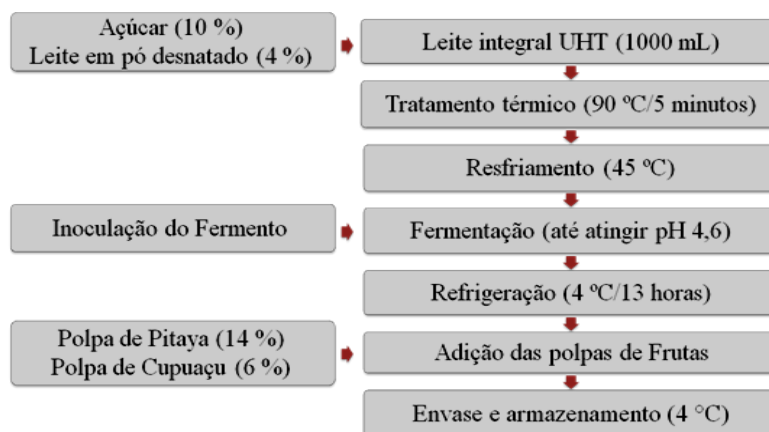 Açúcar (10 %)
Leite em pó desnatado (4 %)
Leite integral UHT (1000 mL)
Tratamento térmico (90 ºC/5 minutos)
Resfriamento (45 ºC)
Inoculação do Fermento
Fermentação (até atingir pH 4,6)
Refrigeração (4 ºC/13 horas)
Polpa de Pitaya (14 %)
Polpa de Cupuaçu (6 %)
Adição das polpas de Frutas
Envase e armazenamento (4 °C)